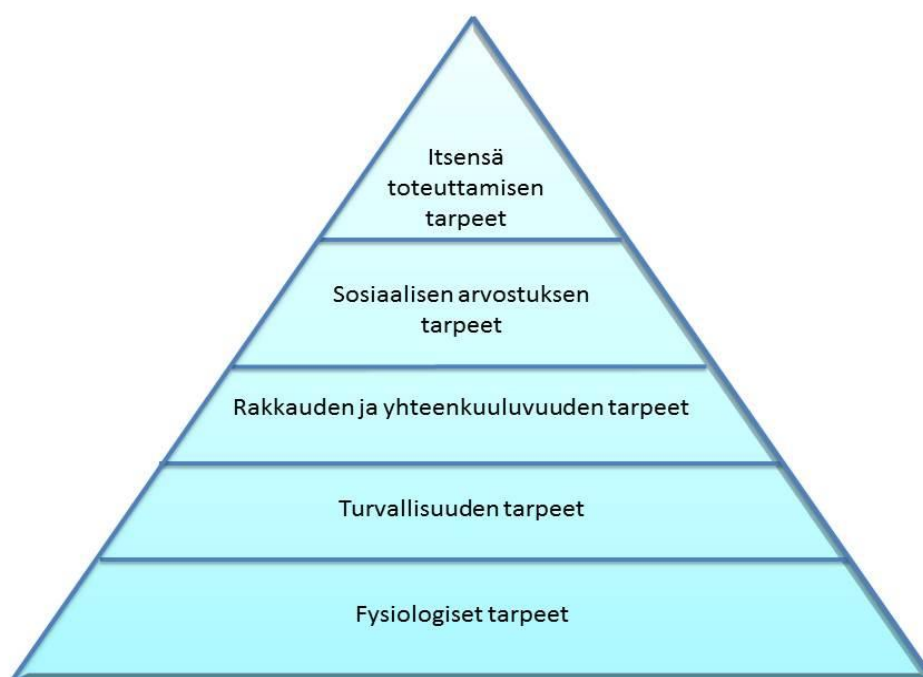 Itsensä
toteuttamisen
tarpeet
Sosiaalisen arvostuksen
tarpeet
Rakkauden ja yhteenkuuluvuuden tarpeet
Turvallisuuden tarpeet
Fysiologiset tarpeet